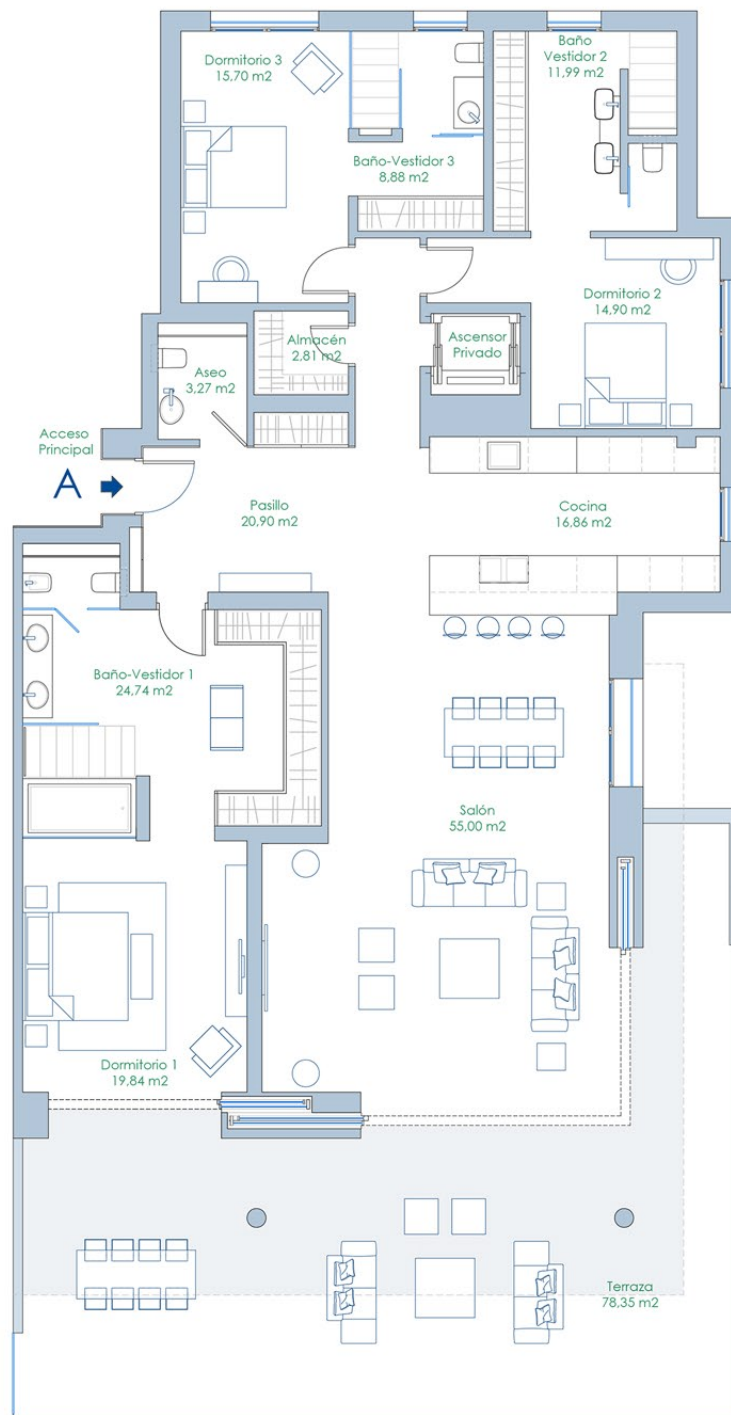 Dormitorio 3
15,70 m2
Baño
Vestidor 2
11,99 m2
Baño-Vestidor 3
8,88 m2
Dormitorio 2
14,90 m2
Almacén
2,81 m2
Ascensor
Privado
Aseo
3,27 m2
Acceso
Principal
A
Pasillo
20,90 m2
Cocina
16,86 m2
Baño-Vestidor 1
24,74 m2
Salón
55,00 m2
Dormitorio 1
19,84 m2
Terraza
78,35 m2